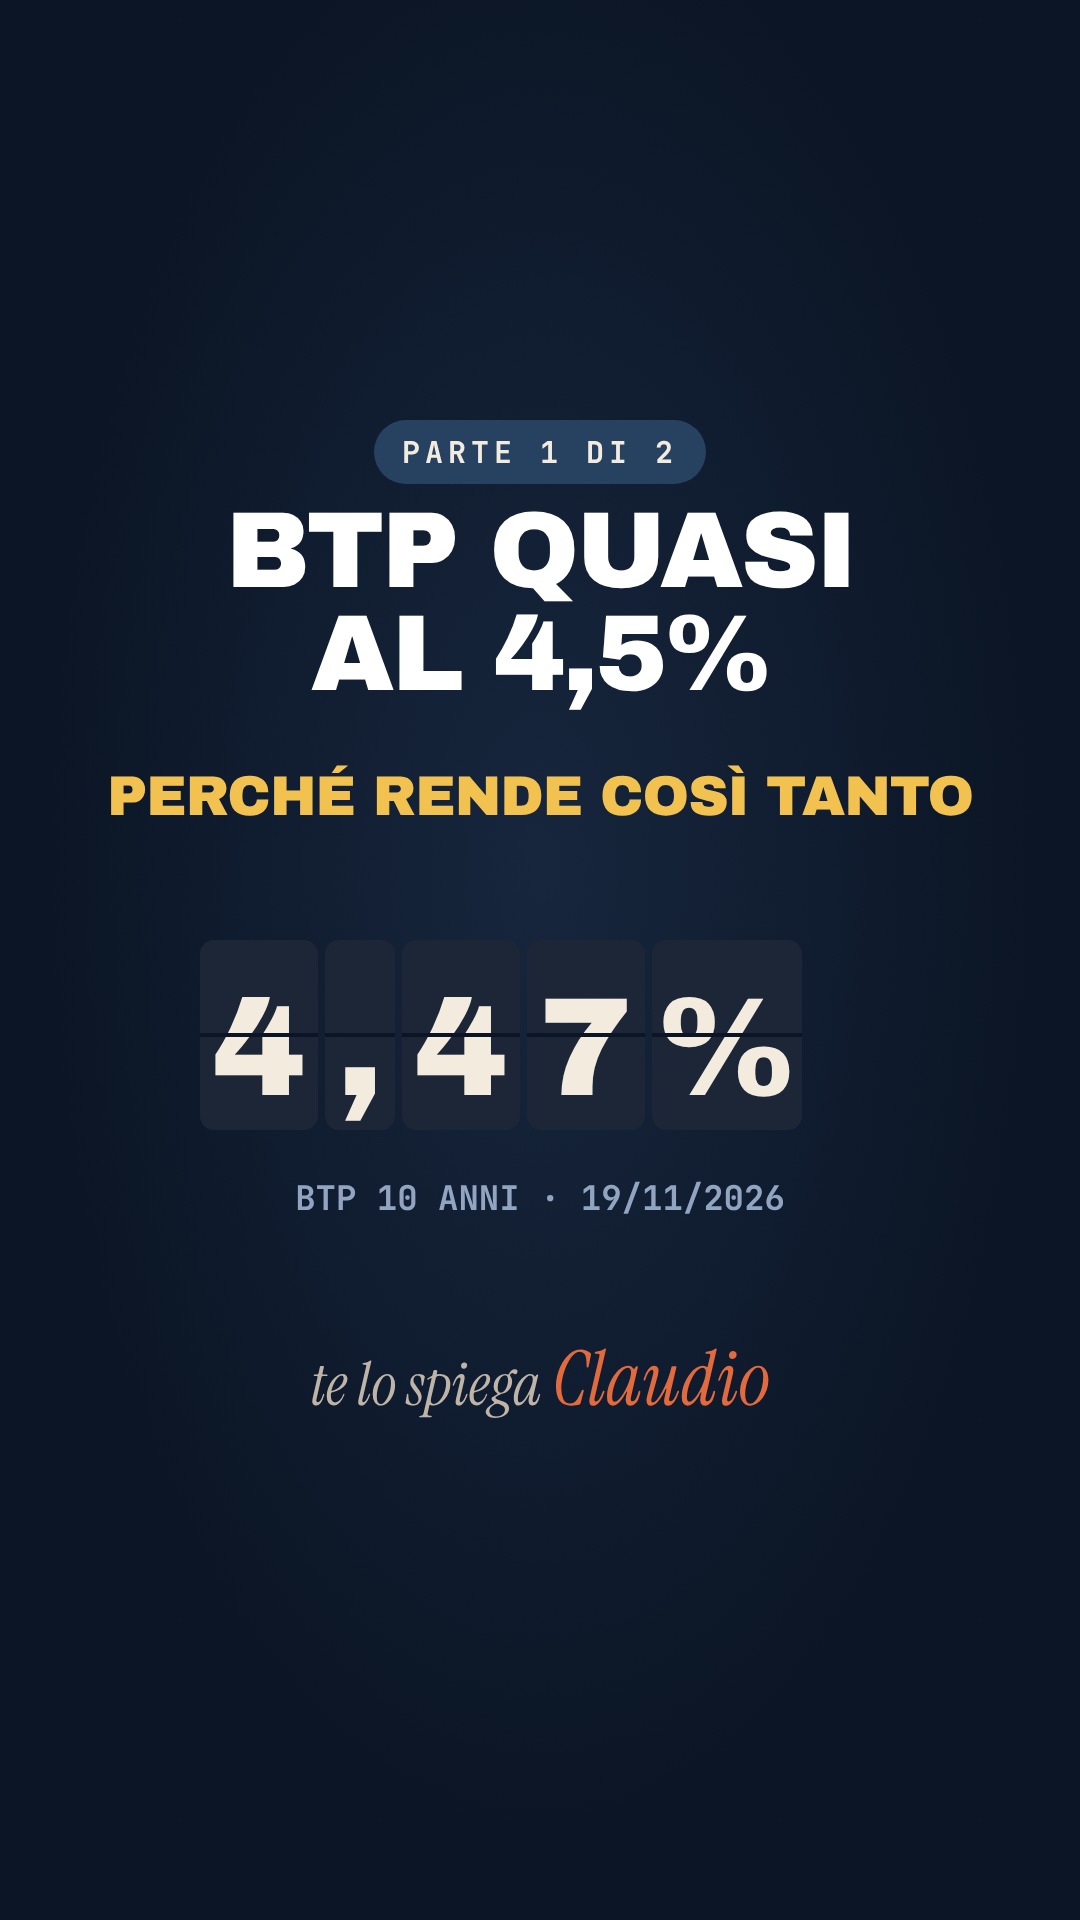 PARTE 1 DI 2
BTP QUASI
AL 4,5%
PERCHÉ RENDE COSÌ TANTO
4,47%
BTP 10 ANNI · 19/11/2026
te lo spiega Claudio